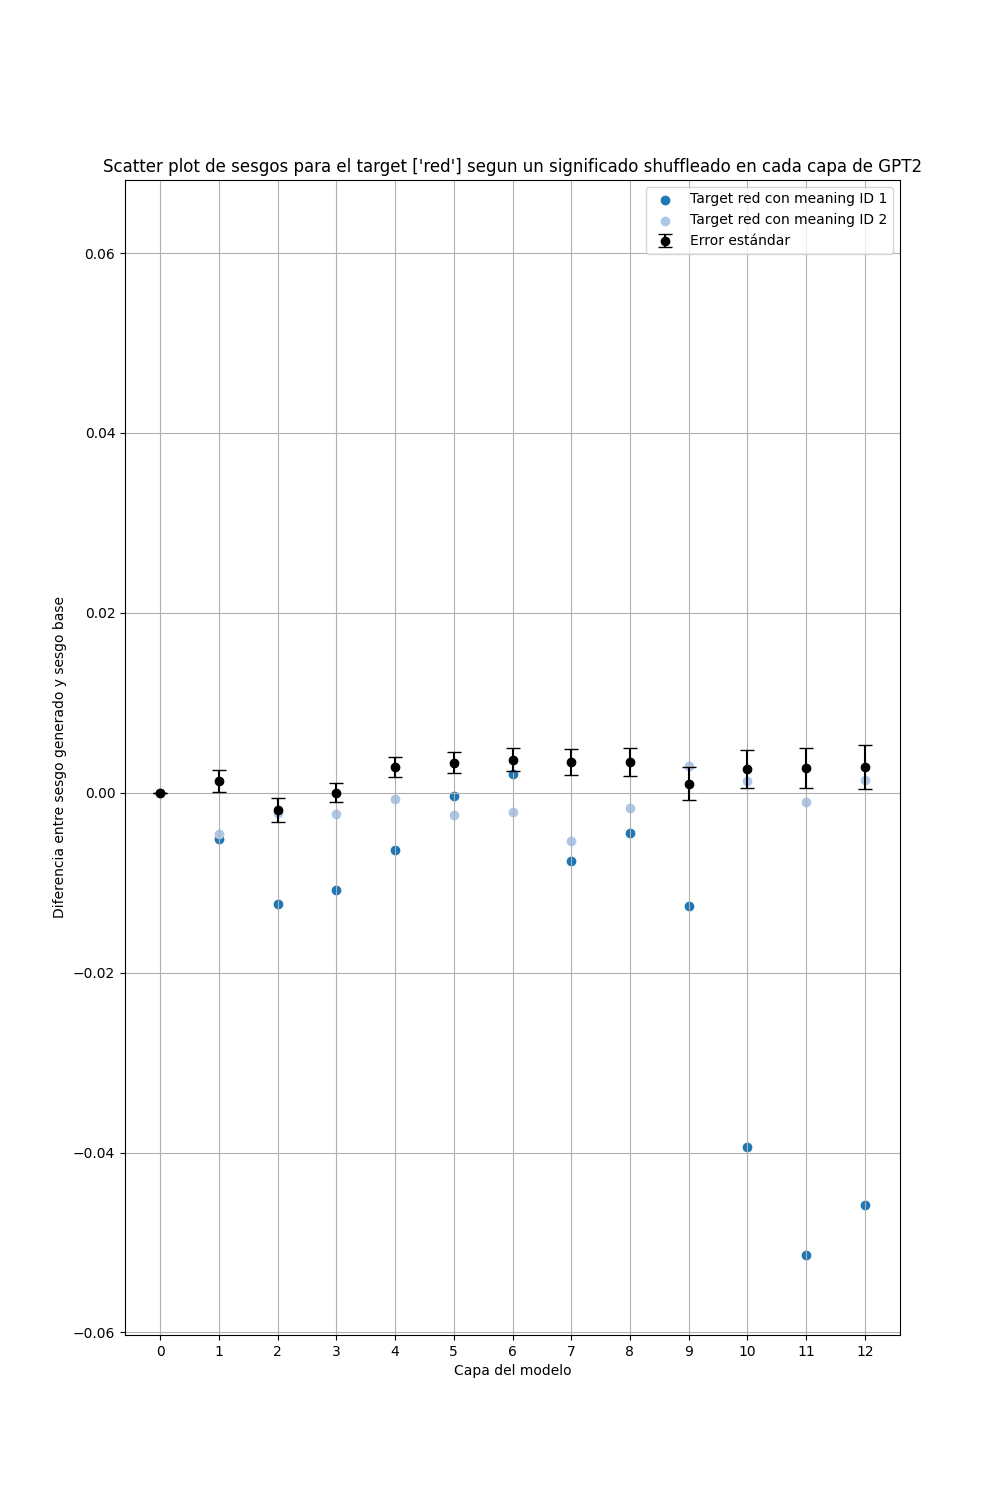 Scatter plot de sesgos para el target ['red'] segun un significado shuffleado en cada capa de GPT2
Target red con meaning ID 1
Target red con meaning ID 2
Error estándar
0.06
0.04
0.02
0.00
−0.02
−0.04
−0.06
Diferencia entre sesgo generado y sesgo base
0 1 2 3 4 5 6 7 8 9 10 11 12
Capa del modelo